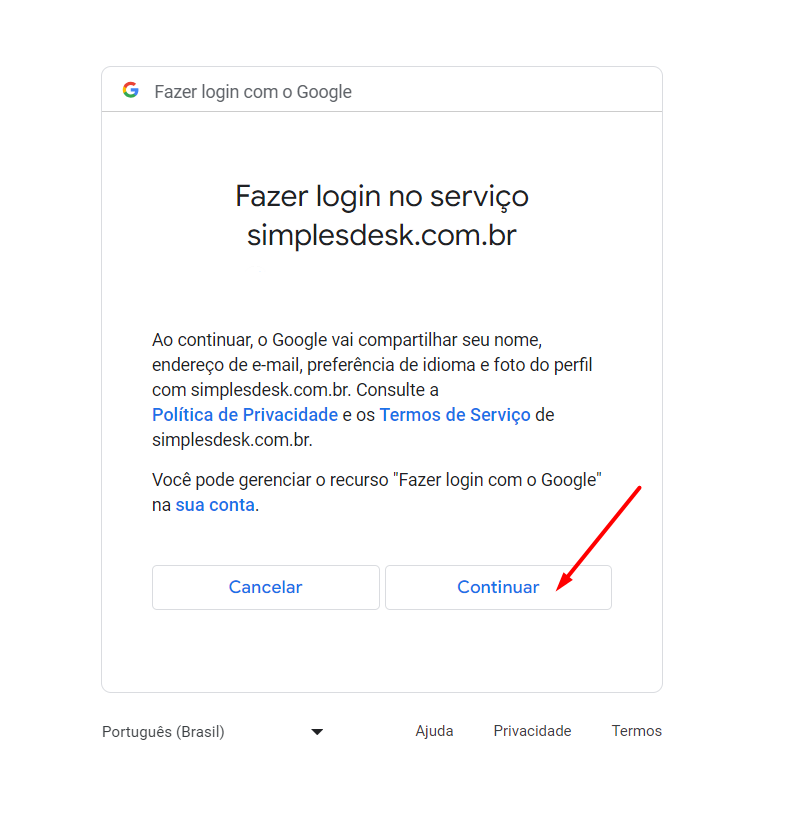 Fazer login com o Google
Fazer login no serviço
simplesdesk.com.br
Ao continuar, o Google vai compartilhar seu nome,
endereço de e-mail, preferência de idioma e foto do perfil
com simplesdesk.com.br. Consulte a
Política de Privacidade e os Termos de Serviço de
simplesdesk.com.br.
Você pode gerenciar o recurso "Fazer login com o Google"
na sua conta.
Cancelar Continuar
Português (Brasil) Ajuda Privacidade Termos